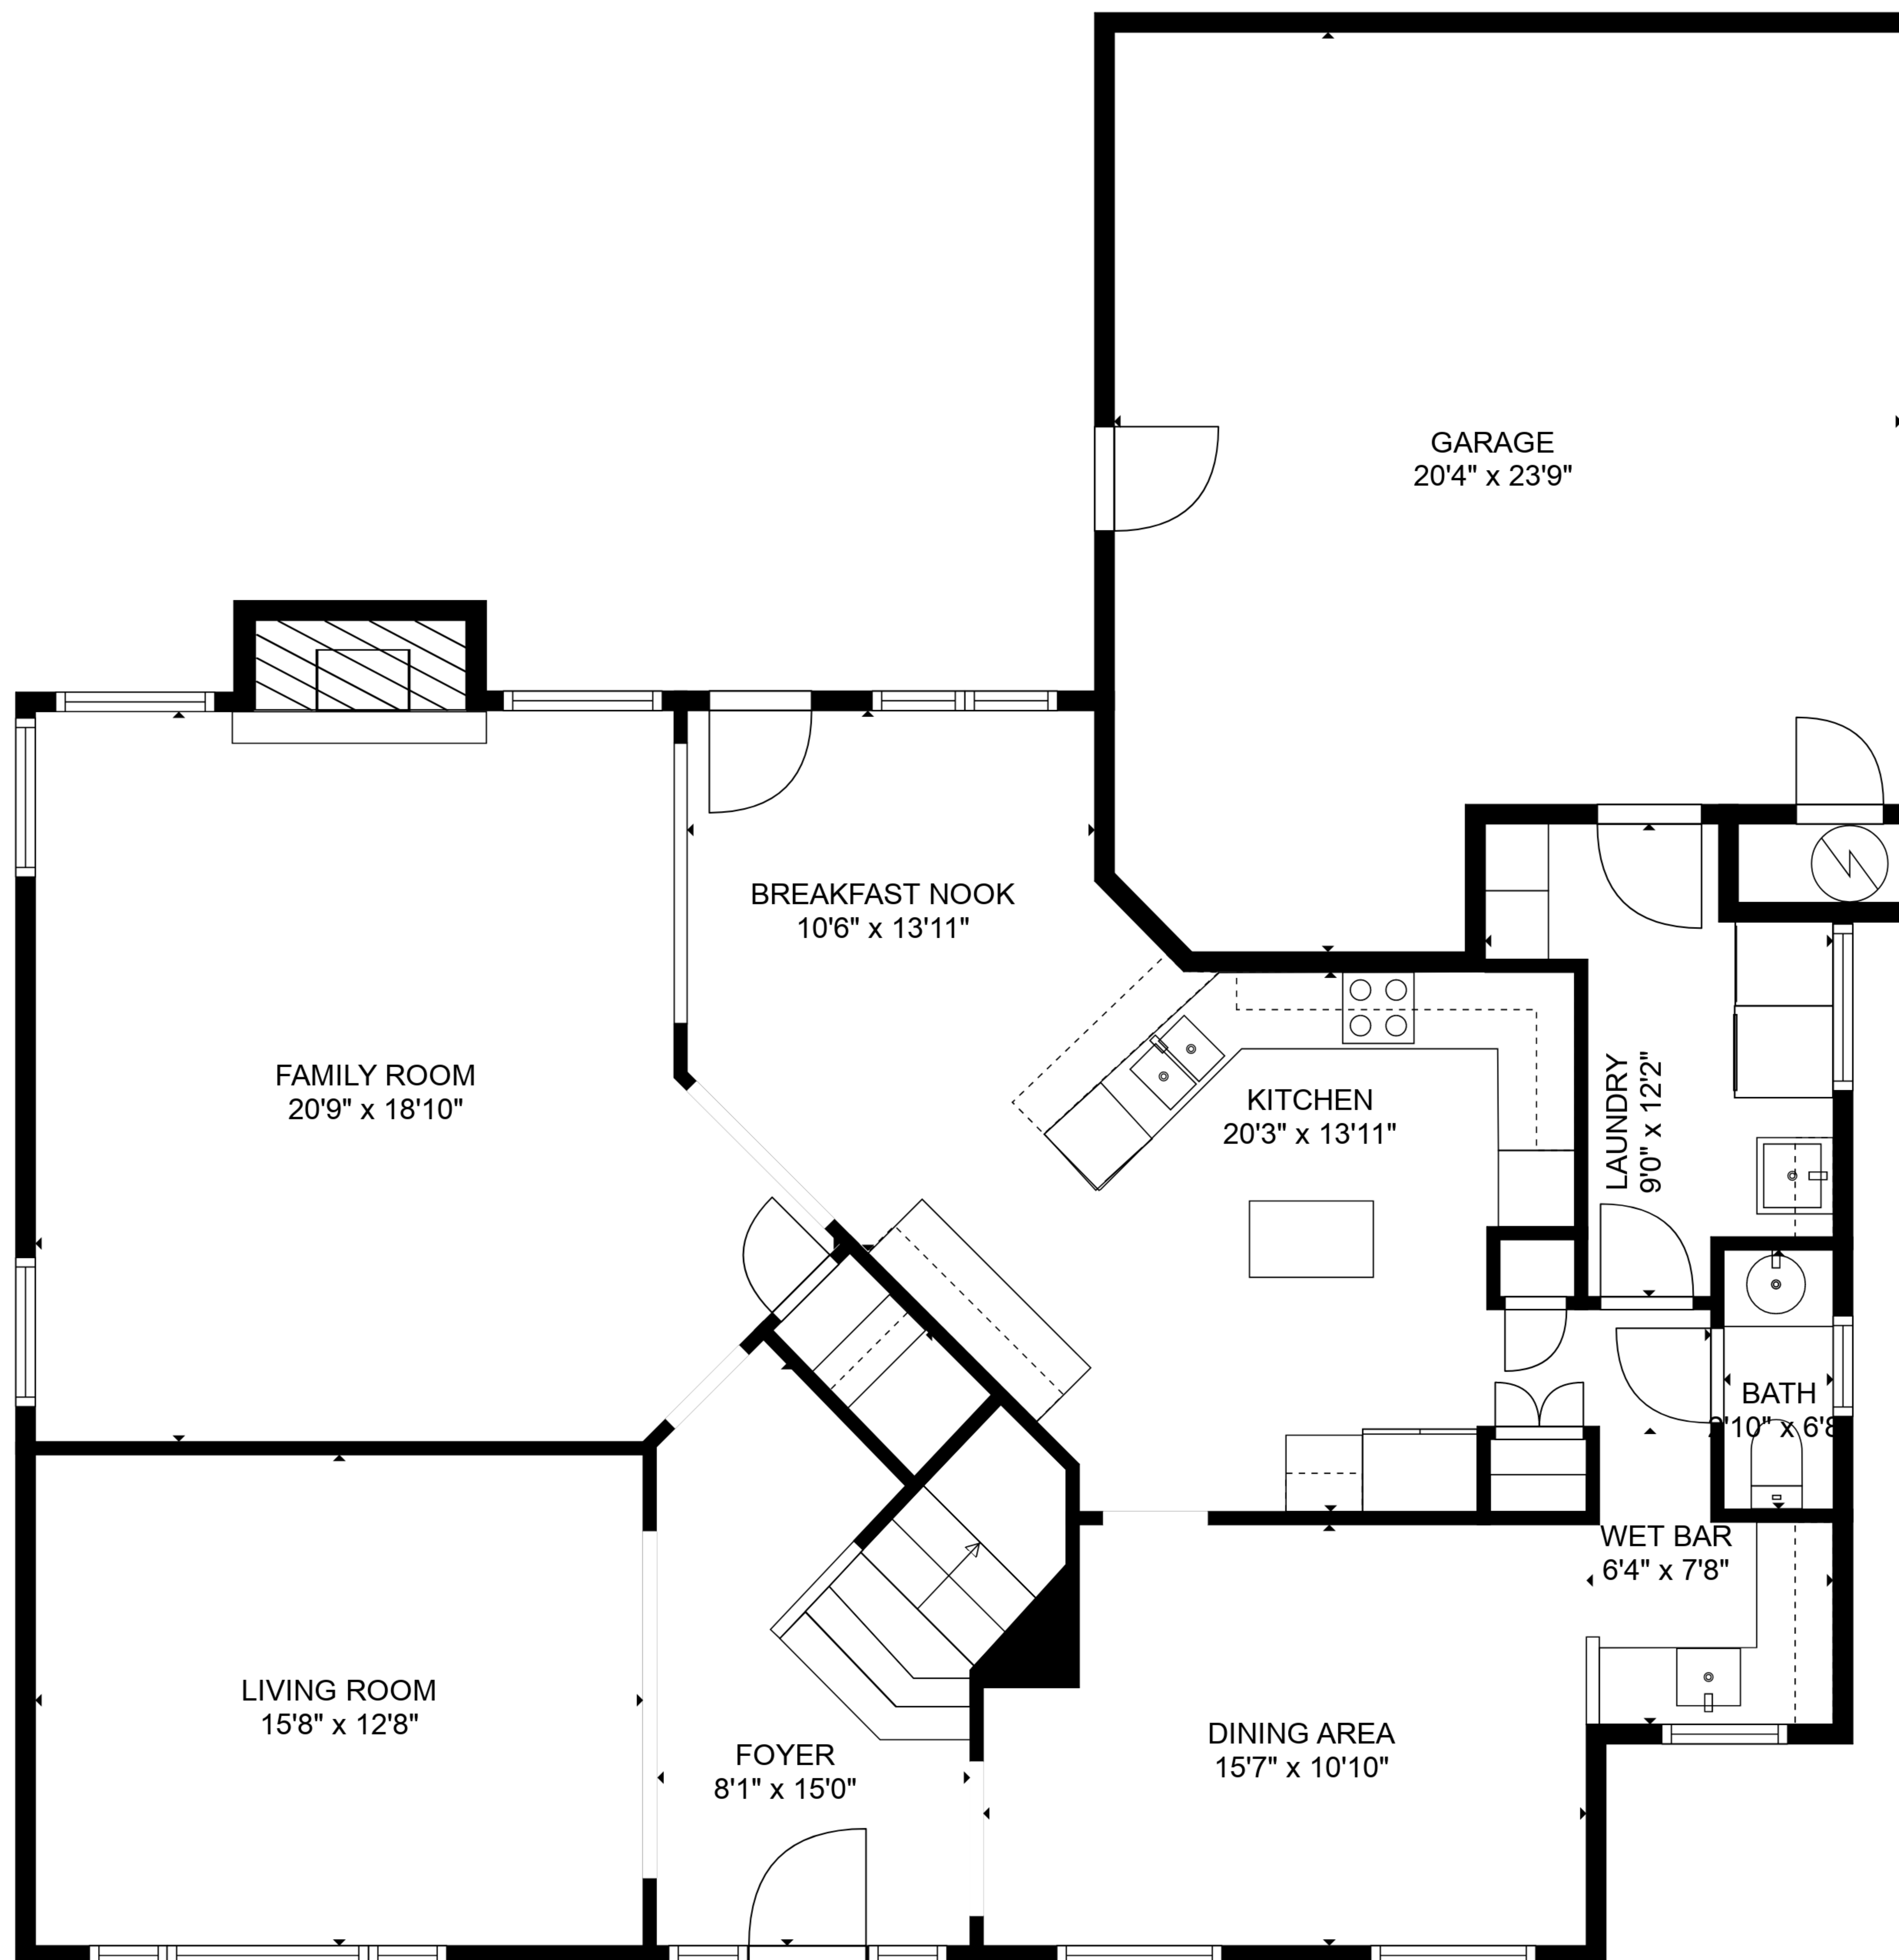 GARAGE
20'4" x 23'9"
BREAKFAST NOOK
10'6" x 13'11"
FAMILY ROOM
20'9" x 18'10"
KITCHEN
20'3" x 13'11"
LAUNDRY
9'0" x 12'2"
BATH
x 6'8
WET BAR
6'4" x 7'8"
LIVING ROOM
15'8" x 12'8"
DINING AREA
15'7" x 10'10"
FOYER
8'1" x 15'0"